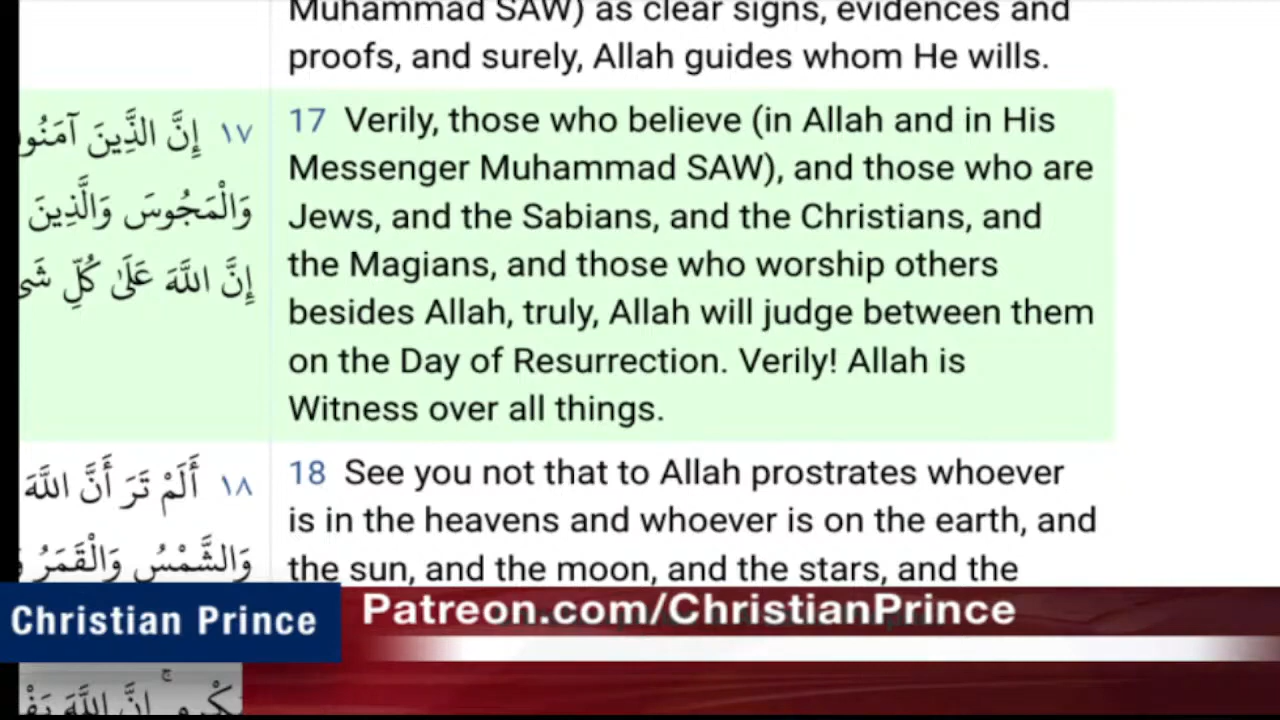 Muhammad SAW) as clear signs, evidences and
proofs, and surely, Allah guides whom He wills.
١٧ إِنَّ الَّذِينَ آمَنُو
وَالْمَجُوسَ وَالَّذِينَ
إِنَّ اللَّهَ عَلَىٰ كُلِّ
17 Verily, those who believe (in Allah and in His
Messenger Muhammad SAW), and those who are
Jews, and the Sabians, and the Christians, and
the Magians, and those who worship others
besides Allah, truly, Allah will judge between them
on the Day of Resurrection. Verily! Allah is
Witness over all things.
١٨ أَلَمْ تَرَ أَنَّ اللَّهَ
وَالشَّمْسُ وَالْقَمَرُ
18 See you not that to Allah prostrates whoever
is in the heavens and whoever is on the earth, and
the sun, and the moon, and the stars, and the
Christian Prince
Patreon.com/ChristianPrince
إِنَّ اللَّهَ